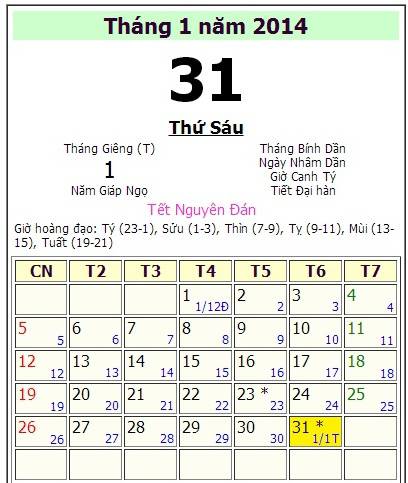 Tháng 1 năm 2014
31
Thứ Sáu
Tháng Giêng (T)
1
Năm Giáp Ngọ
Tháng Bính Dần
Ngày Nhâm Dần
Giờ Canh Tý
Tiết Đại hàn
Tết Nguyên Đán
Giờ hoàng đạo: Tý (23-1), Sửu (1-3), Thìn (7-9), Tỵ (9-11), Mùi (13-
15), Tuất (19-21)
CN T2 T3 T4 T5 T6 T7
1 2 3 4
1/12Đ 2 3 4
5 6 7 8 9 10 11
5 6 7 8 9 10 11
12 13 14 15 16 17 18
12 13 14 15 16 17 18
19 20 21 22 23 * 24 25
19 20 21 22 23 24 25
26 27 28 29 30 31 *
26 27 28 29 30 1/1T